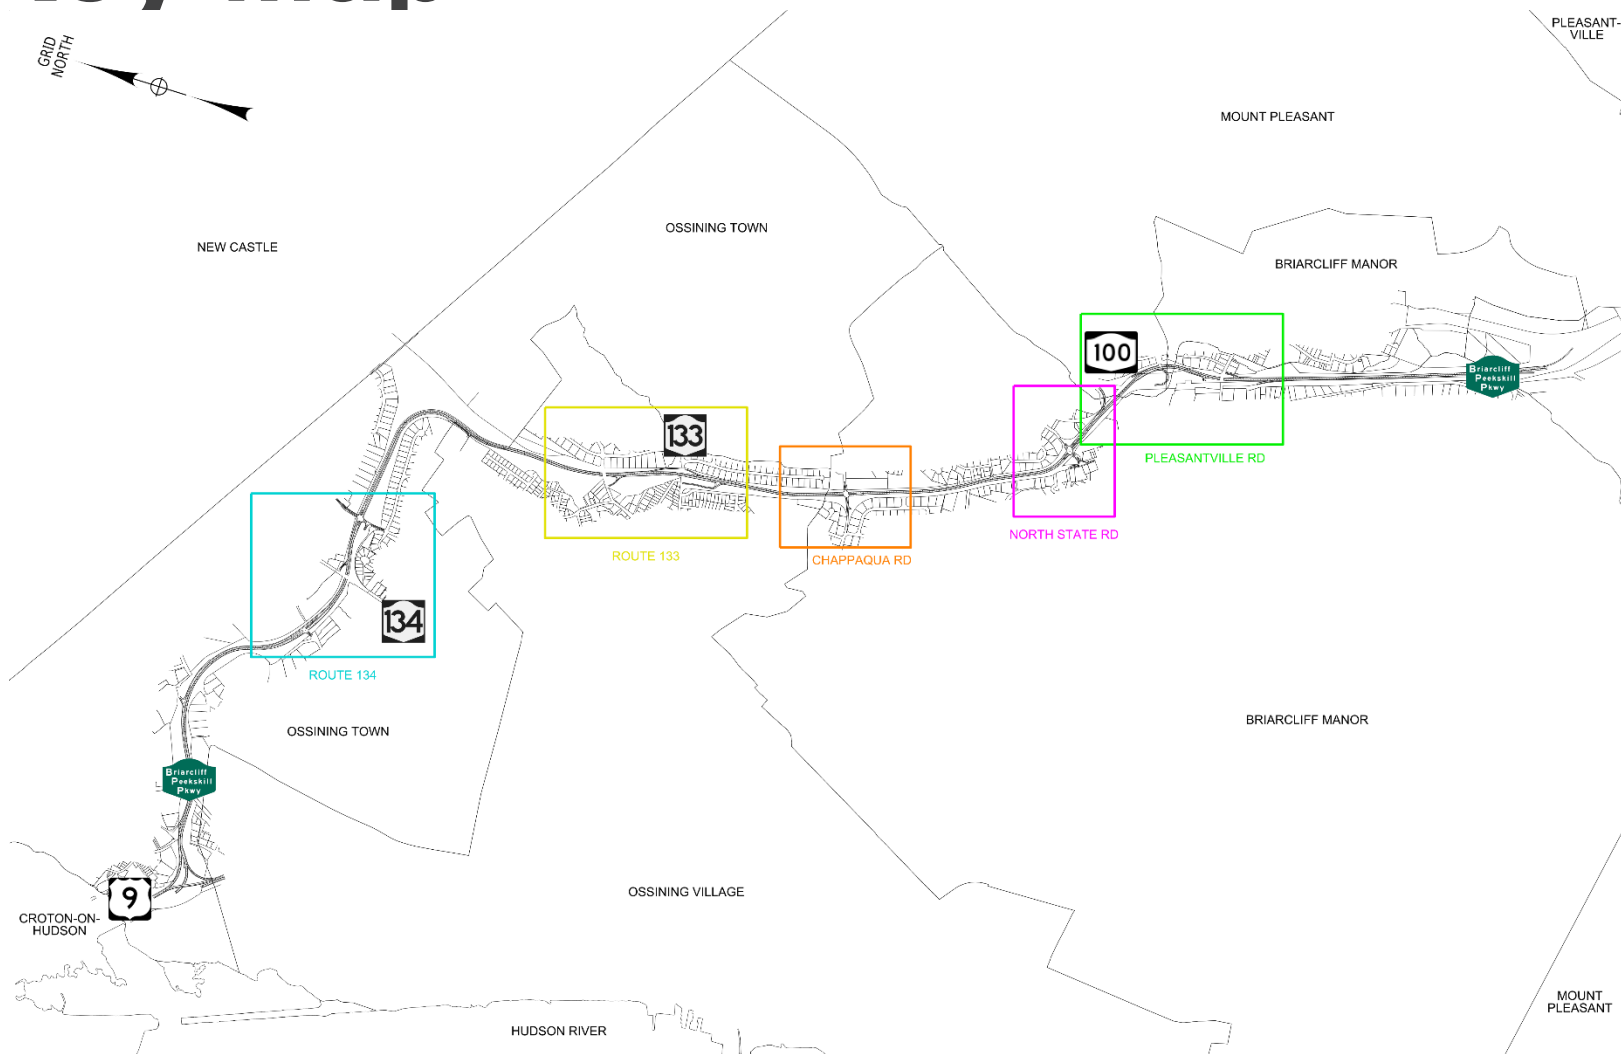 GRID
NORTH
PLEASANT-
VILLE
MOUNT PLEASANT
OSSINING TOWN
NEW CASTLE
BRIARCLIFF MANOR
100
Briarcliff
Peekskill
Pkwy
133
PLEASANTVILLE RD
NORTH STATE RD
ROUTE 133
CHAPPAQUA RD
134
ROUTE 134
BRIARCLIFF MANOR
OSSINING TOWN
Briarcliff
Peekskill
Pkwy
9
OSSINING VILLAGE
CROTON-ON-
HUDSON
MOUNT
PLEASANT
HUDSON RIVER